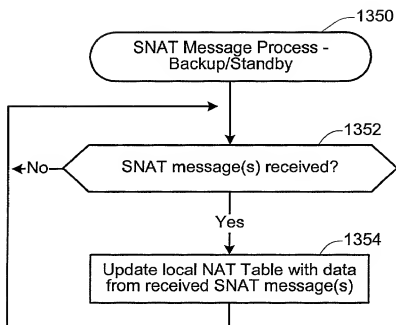 1350
SNAT Message Process -
Backup/Standby
1352
SNAT message(s) received?
No
Yes
1354
Update local NAT Table with data
from received SNAT message(s)